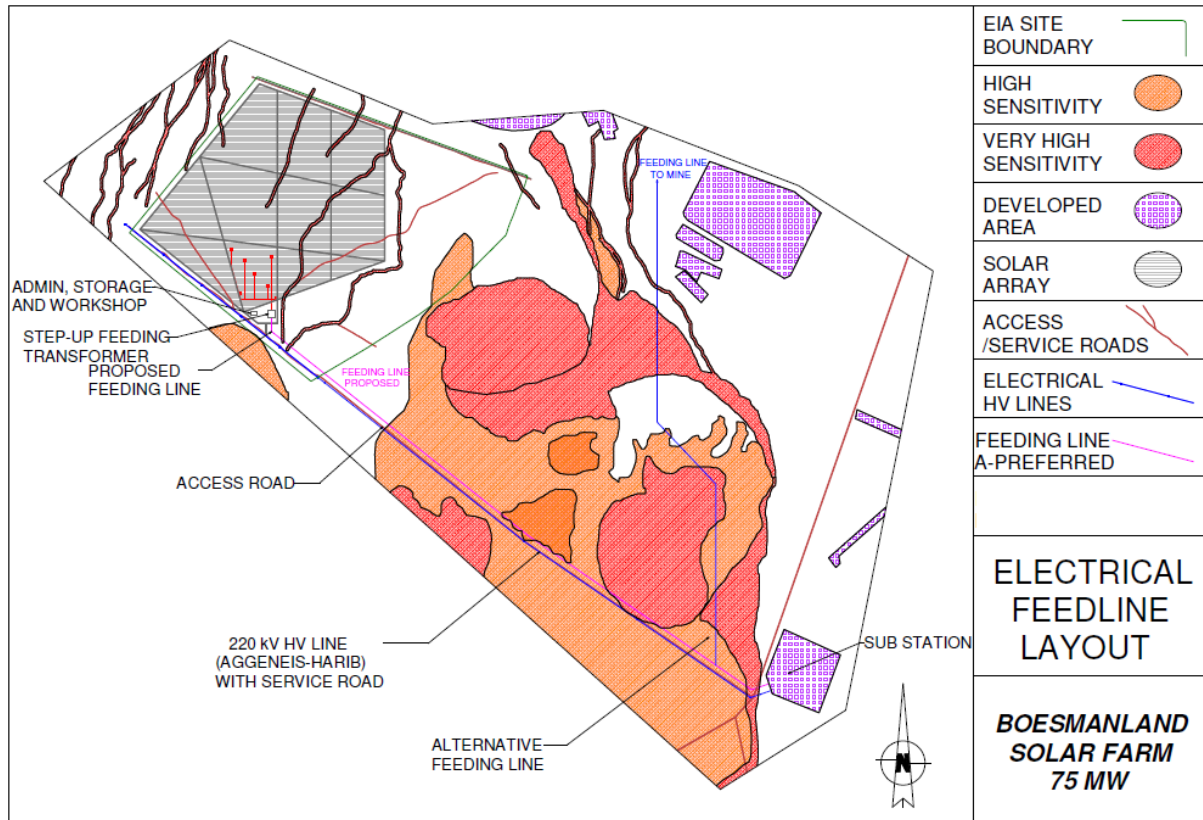 FEEDING LINE
TO MINE
ADMIN, STORAGE
AND WORKSHOP
STEP-UP FEEDING
TRANSFORMER
PROPOSED
FEEDING LINE
FEEDING LINE
PROPOSED
ACCESS ROAD
220 kV HV LINE
(AGGENEIS-HARIB)
WITH SERVICE ROAD
ALTERNATIVE
FEEDING LINE
SUB STATION
N
EIA SITE
BOUNDARY
HIGH
SENSITIVITY
VERY HIGH
SENSITIVITY
DEVELOPED
AREA
SOLAR
ARRAY
ACCESS
/SERVICE ROADS
ELECTRICAL
HV LINES
FEEDING LINE
A-PREFERRED
ELECTRICAL
FEEDLINE
LAYOUT
BOESMANLAND
SOLAR FARM
75 MW